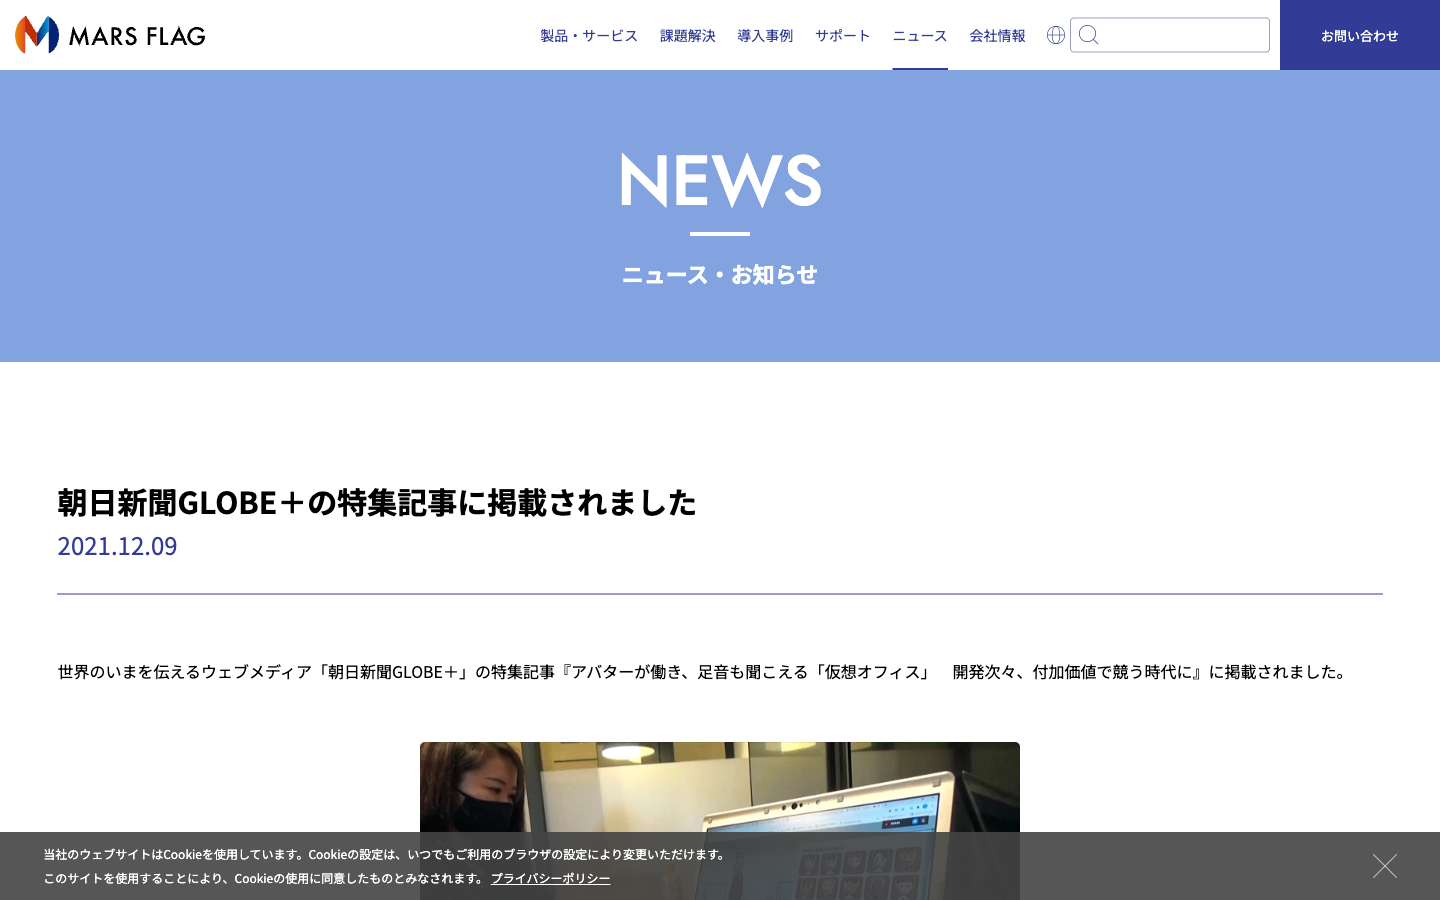 MARS FLAG
製品・サービス 課題解決 導入事例 サポート ニュース 会社情報 お問い合わせ
NEWS
ニュース・お知らせ
朝日新聞GLOBE＋の特集記事に掲載されました
2021.12.09
世界のいまを伝えるウェブメディア「朝日新聞GLOBE＋」の特集記事『アバターが働き、足音も聞こえる「仮想オフィス」　開発次々、付加価値で競う時代に』に掲載されました。
当社のウェブサイトはCookieを使用しています。Cookieの設定は、いつでもご利用のブラウザの設定により変更いただけます。
このサイトを使用することにより、Cookieの使用に同意したものとみなされます。 プライバシーポリシー